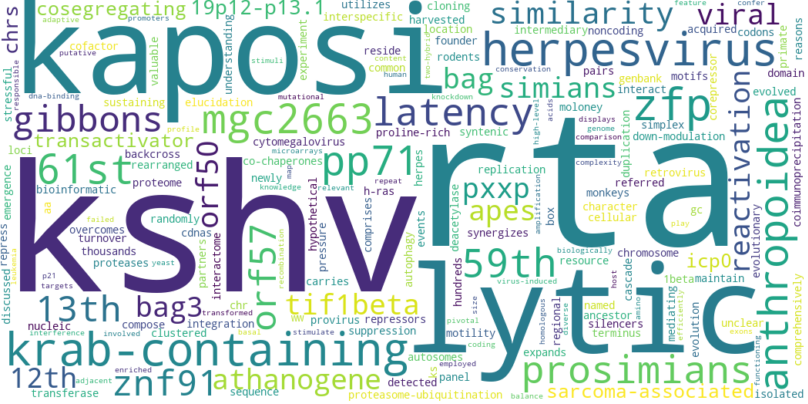 cosegregating 19p12-p13.1 utilizes cloning
interspecific harvested
similarity viral
chrs adaptive promoters
kaposi
cofactor putative
valuable
stressful responsible
understanding
experiment
stimuli
location
founder
rodents
intermediary noncoding
reside
common
human
content
two-hybrid
acquired
codons
feature
confer
primate
reasons
herpesvirus
pairs
conservation
genbank motifs
domain
evolved
dna-binding
sustaining elucidation
mutational
knockdown
bag simians
interact
corepressor
gibbons mgc2663 latency zfp
moloney
acids
high-level
displays
genome
comparison
simplex
down-modulation
duplication
transactivator
proline-rich syntenic
profile
loci
backcross
cytomegalovirus
rearranged
co-chaperones
microarrays
map
knowledge relevant
repeat
herpes
replication
complexity
retrovirus
61st orf50 pp71 rta
bioinformatic
proteome
newly
h-ras
pxxp
referred
monkeys
character
cellular
gc
play
reactivation
anthropoidea
emergence
aa
failed
randomly
overcomes
turnover
cdnas
thousands
proteases
repress
discussed
p21
targets
yeast
leukemia
kshv
orf57
interactome
partners
hypothetical
pressure
comprises
events
autophagy
deacetylase
apes
synergizes
box
amplification
evolutionary
biologically
chromosome
resource
59th icp0
hundreds
cascade
1beta maintain
virus-induced
recombination
carries
chr
13th bag3 tif1beta lytic
transformed
ww
provirus repressors
stimulate
nucleic
compose integration
basal
interference involved
clustered
suppression
motility
pivotal
size
coding
employed
homologous
diverse
regional
expands
terminus
amino
named
ancestor
mediating
evolution
host
silencers
unclear
exons
efficiently
functioning
comprehensively
krab-containing
autosomes
12th znf91 athanogene prosimians
enriched
detected
ks
panel
transferase
adjacent
sequence
proteasome-ubiquitination
balance
sarcoma-associated
isolated